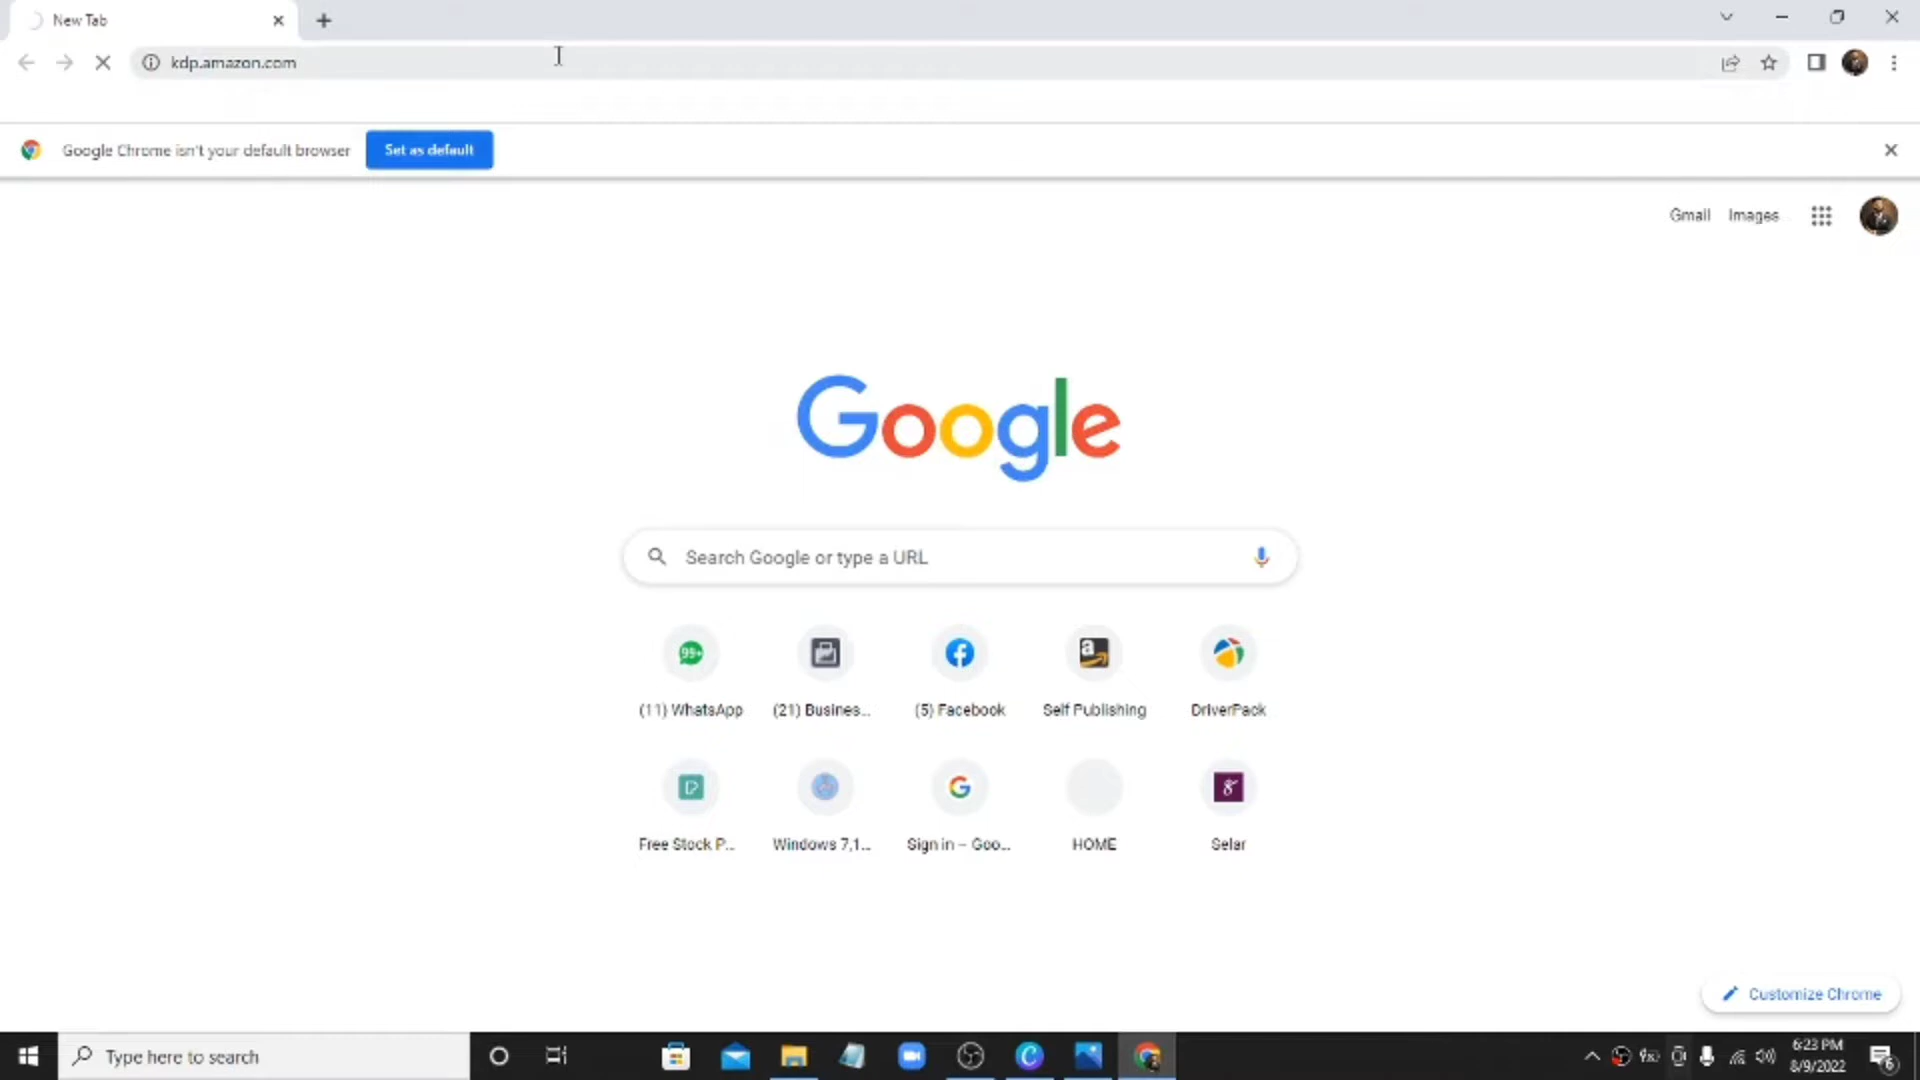 New Tab
kdp.amazon.com
Google Chrome isn't your default browser
Set as default
Gmail Images
Google
Search Google or type a URL
99+
(11) WhatsApp
(21) Busines...
(5) Facebook
Self Publishing
DriverPack
Free Stock P...
Windows 7,1...
Sign in – Goo...
HOME
Selar
Customize Chrome
Type here to search
6:23 PM
8/9/2022
6